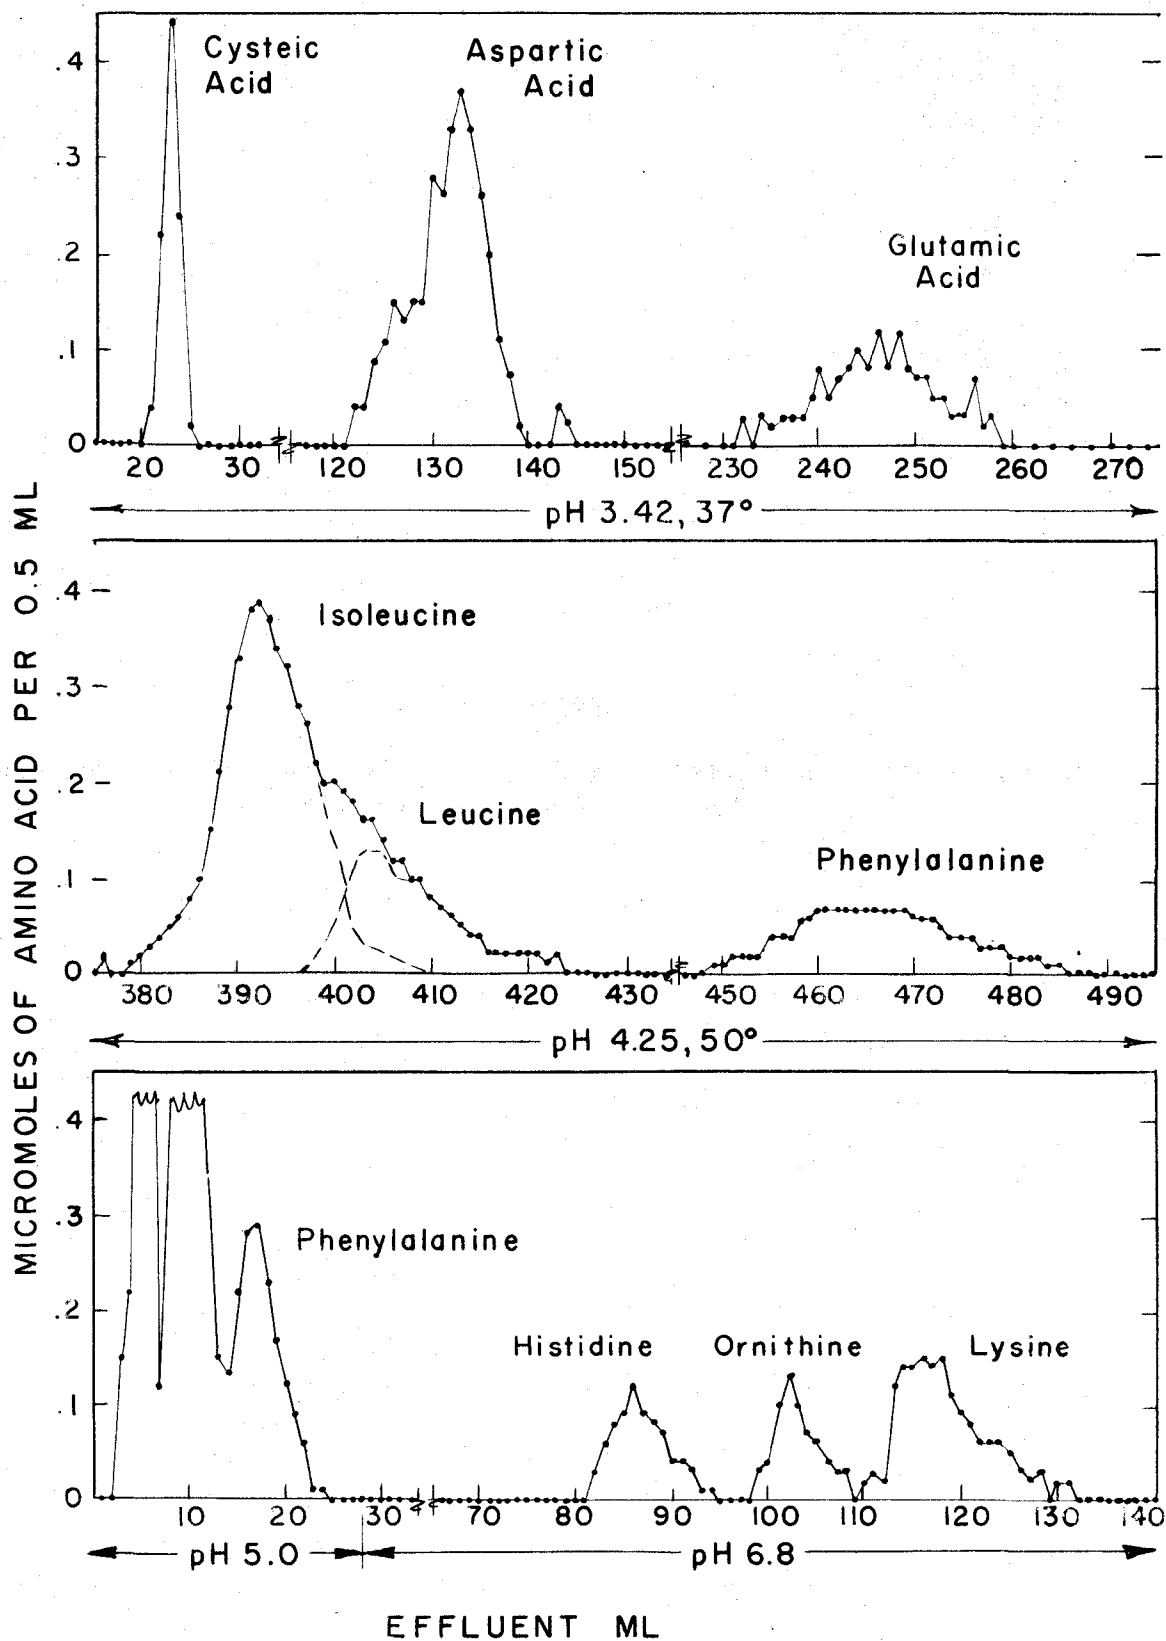 MICROMOLES OF AMINO ACID PER 0.5 ML
Cysteic
Acid
Aspartic
Acid
Glutamic
Acid
.4
.3
.2
.1
0
20 30 120 130 140 150 230 240 250 260 270
pH 3.42, 37°
Isoleucine
Leucine
Phenylalanine
.4
.3
.2
.1
0
380 390 400 410 420 430 450 460 470 480 490
pH 4.25, 50°
Phenylalanine
Histidine
Ornithine
Lysine
.4
.3
.2
.1
0
10 20 30 70 80 90 100 110 120 130 140
pH 5.0
pH 6.8
EFFLUENT ML